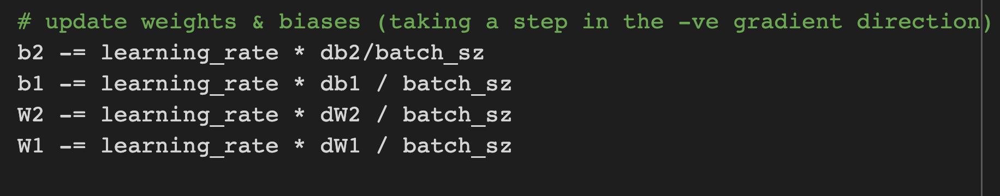 # update weights & biases (taking a step in the -ve gradient direction)
b2 -= learning_rate * db2/batch_sz
b1 -= learning_rate * db1 / batch_sz
W2 -= learning_rate * dW2 / batch_sz
W1 -= learning_rate * dW1 / batch_sz